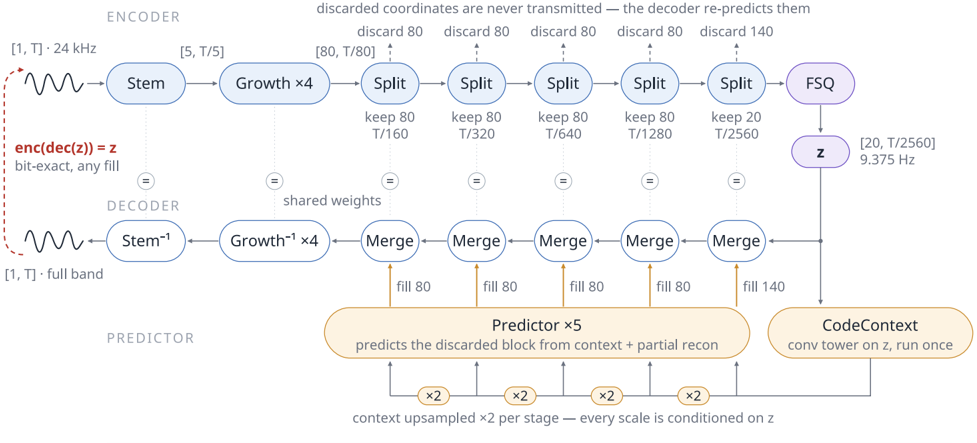 discarded coordinates are never transmitted — the decoder re-predicts them
ENCODER
discard 80 discard 80 discard 80 discard 80 discard 140
[1, T] · 24 kHz [5, T/5] [80, T/80]
Stem Growth ×4 Split Split Split Split Split FSQ
keep 80 keep 80 keep 80 keep 80 keep 20
T/160 T/320 T/640 T/1280 T/2560
enc(dec(z)) = z
bit-exact, any fill
z
[20, T/2560]
9.375 Hz
= = = = = = =
shared weights
DECODER
Stem⁻¹ Growth⁻¹ ×4 Merge Merge Merge Merge Merge
[1, T] · full band
fill 80 fill 80 fill 80 fill 80 fill 140
PREDICTOR
Predictor ×5
predicts the discarded block from context + partial recon
CodeContext
conv tower on z, run once
×2 ×2 ×2 ×2
context upsampled ×2 per stage — every scale is conditioned on z